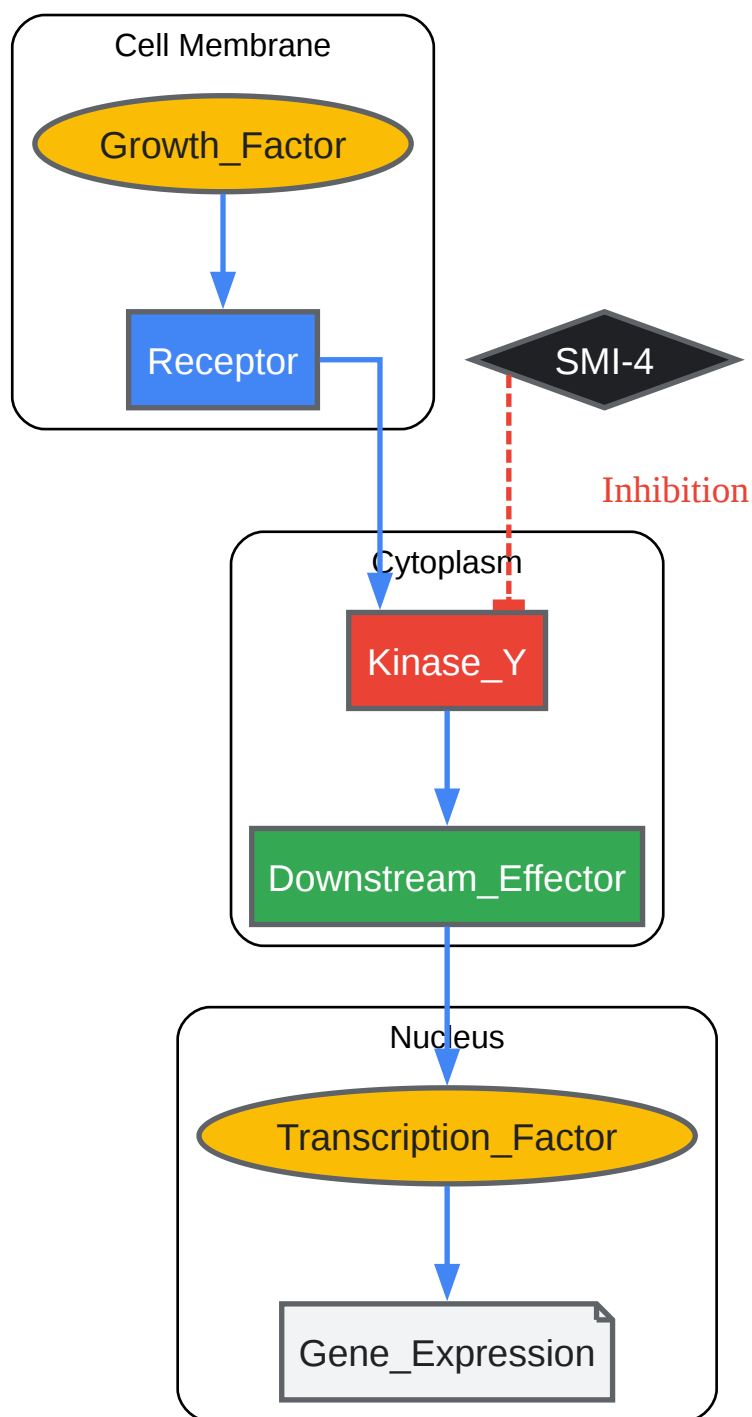 Cell Membrane
Growth_Factor
Receptor
SMI-4
Inhibition
Cytoplasm
Kinase_Y
Downstream_Effector
Nucleus
Transcription_Factor
Gene_Expression